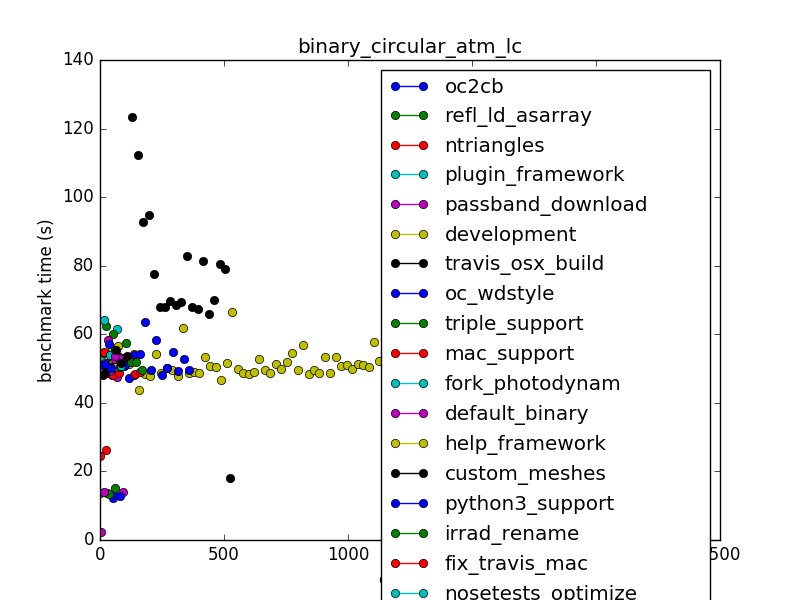 binary_circular_atm_lc
140
120
100
80
60
40
20
0
benchmark time (s)
0
500
1000
500
oc2cb
refl_ld_asarray
ntriangles
plugin_framework
passband_download
development
travis_osx_build
oc_wdstyle
triple_support
mac_support
fork_photodynam
default_binary
help_framework
custom_meshes
python3_support
irrad_rename
fix_travis_mac
nosetests_optimize